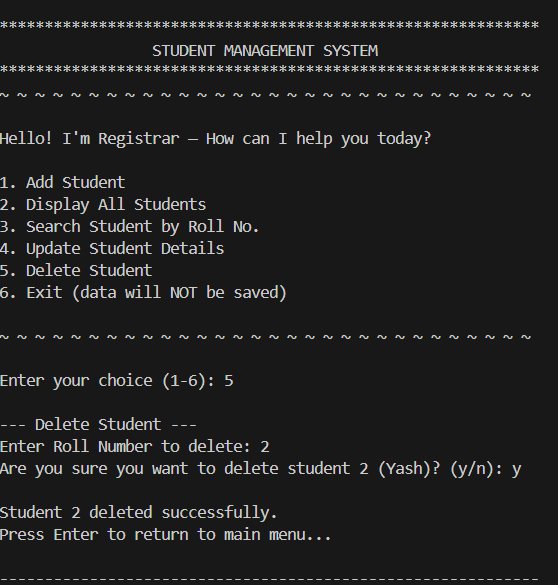 ************************************************************
STUDENT MANAGEMENT SYSTEM
************************************************************
~ ~ ~ ~ ~ ~ ~ ~ ~ ~ ~ ~ ~ ~ ~ ~ ~ ~ ~ ~ ~ ~ ~ ~ ~ ~ ~ ~ ~ ~
Hello! I'm Registrar — How can I help you today?
1. Add Student
2. Display All Students
3. Search Student by Roll No.
4. Update Student Details
5. Delete Student
6. Exit (data will NOT be saved)
~ ~ ~ ~ ~ ~ ~ ~ ~ ~ ~ ~ ~ ~ ~ ~ ~ ~ ~ ~ ~ ~ ~ ~ ~ ~ ~ ~ ~ ~
Enter your choice (1-6): 5
--- Delete Student ---
Enter Roll Number to delete: 2
Are you sure you want to delete student 2 (Yash)? (y/n): y
Student 2 deleted successfully.
Press Enter to return to main menu...
------------------------------------------------------------